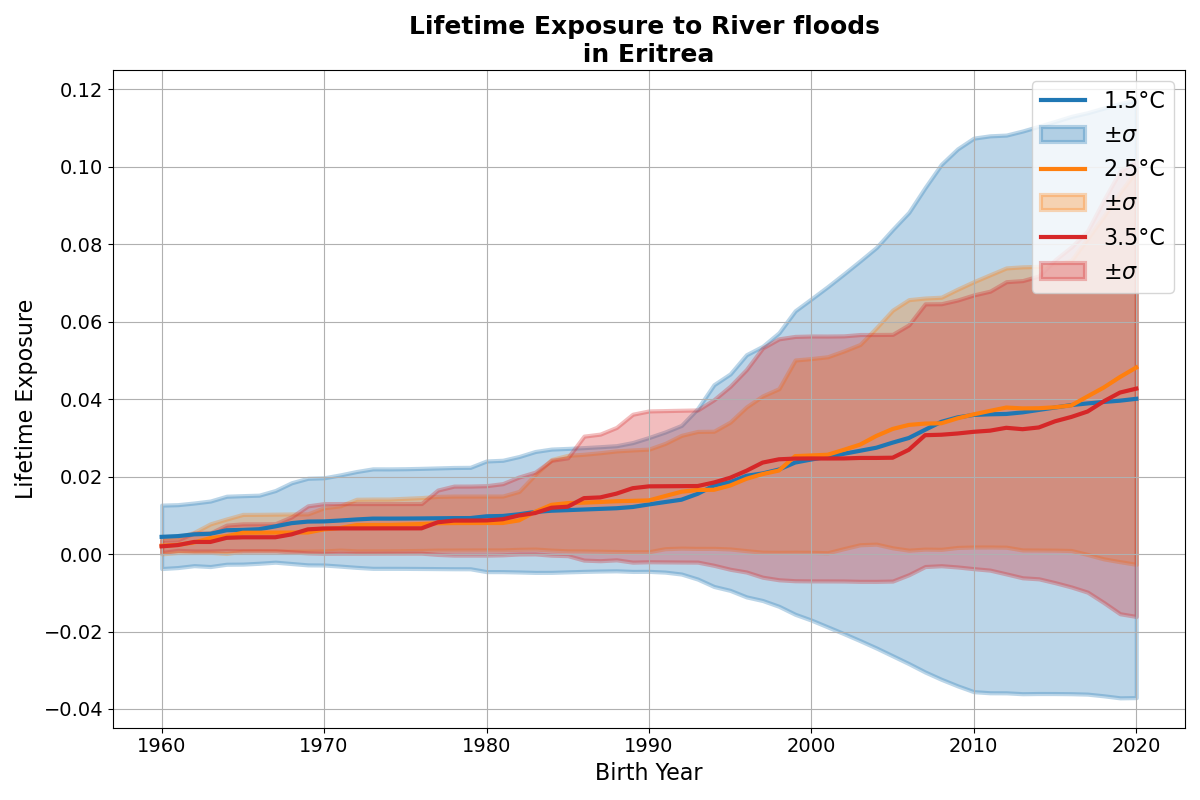 Lifetime Exposure to River floods
in Eritrea
0.12
0.10
0.08
0.06
0.04
0.02
0.00
−0.02
−0.04
Lifetime Exposure
1.5°C
±σ
2.5°C
±σ
3.5°C
±σ
1960 1970 1980 1990 2000 2010 2020
Birth Year